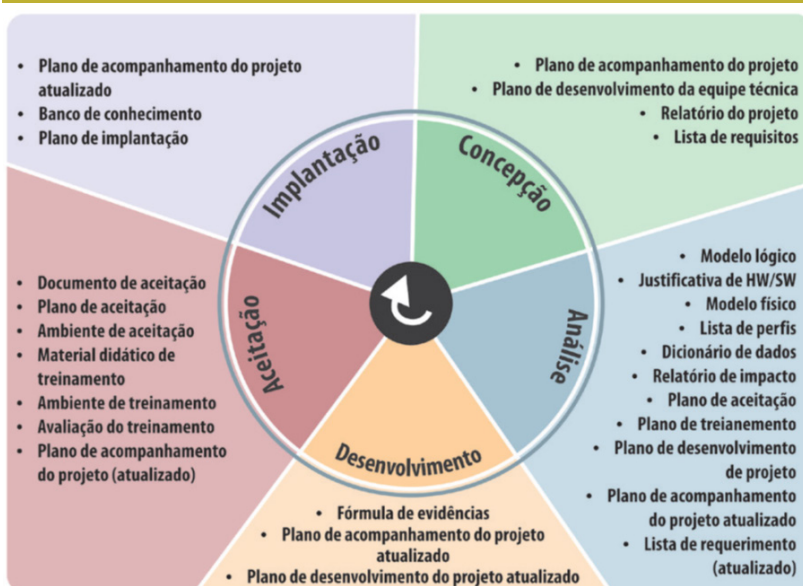 • Plano de acompanhamento do projeto
atualizado
• Banco de conhecimento
• Plano de implantação
• Plano de acompanhamento do projeto
• Plano de desenvolvimento da equipe técnica
• Relatório do projeto
• Lista de requisitos
Implantação
Concepção
• Documento de aceitação
• Plano de aceitação
• Ambiente de aceitação
• Material didático de
treinamento
• Ambiente de treinamento
• Avaliação do treinamento
• Plano de acompanhamento
do projeto (atualizado)
Aceitação
Análise
• Modelo lógico
• Justificativa de HW/SW
• Modelo físico
• Lista de perfis
• Dicionário de dados
• Relatório de impacto
• Plano de aceitação
• Plano de treianemento
• Plano de desenvolvimento
de projeto
• Plano de acompanhamento
do projeto atualizado
• Lista de requerimento
(atualizado)
Desenvolvimento
• Fórmula de evidências
• Plano de acompanhamento do projeto
atualizado
• Plano de desenvolvimento do projeto atualizado